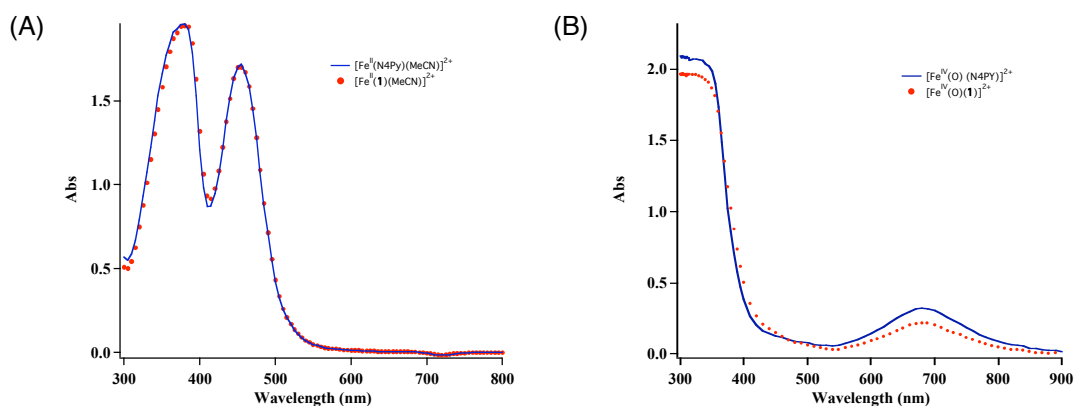 (A)
Abs
1.5
1.0
0.5
0.0
300 400 500 600 700 800
Wavelength (nm)
[Feᴵᴵ(N4Py)(MeCN)]²⁺
[Feᴵᴵ(1)(MeCN)]²⁺
(B)
Abs
2.0
1.5
1.0
0.5
0.0
300 400 500 600 700 800 900
Wavelength (nm)
[Feᴵⱽ(O) (N4PY)]²⁺
[Feᴵⱽ(O)(1)]²⁺